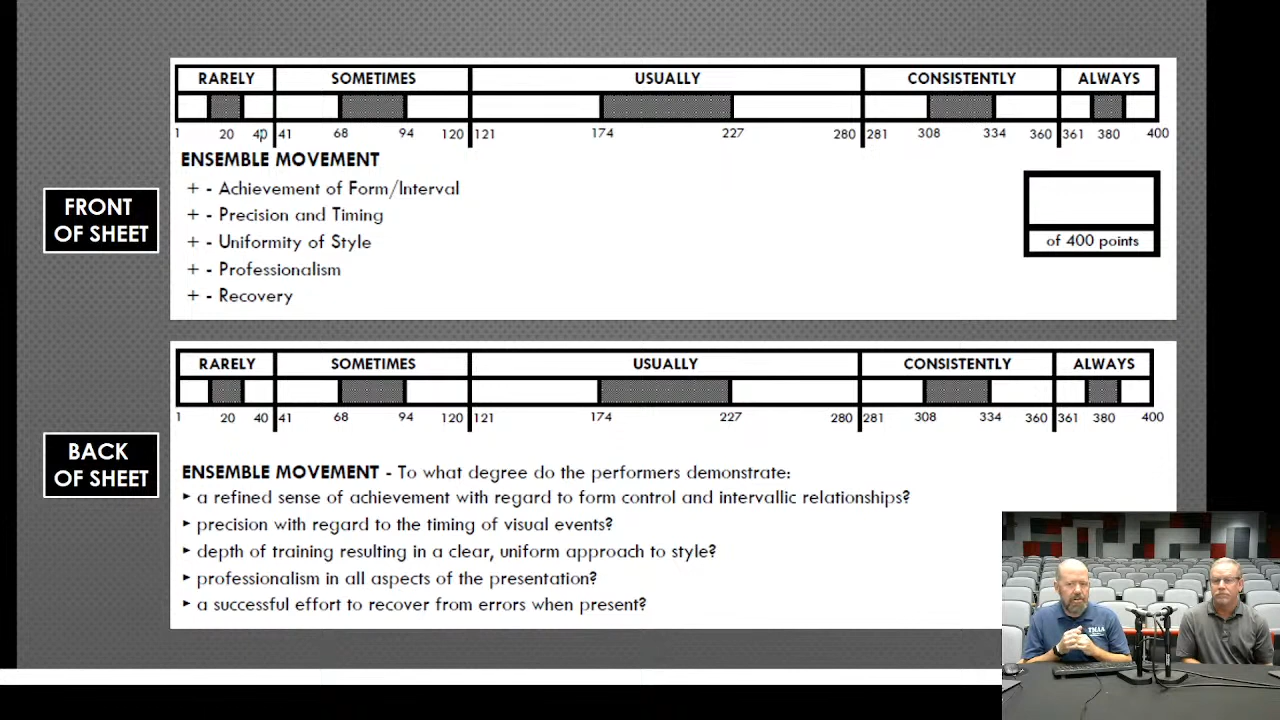 RARELY SOMETIMES USUALLY CONSISTENTLY ALWAYS
1 20 40 41 68 94 120 121 174 227 280 281 308 334 360 361 380 400
ENSEMBLE MOVEMENT
+ - Achievement of Form/Interval
+ - Precision and Timing
+ - Uniformity of Style
+ - Professionalism
+ - Recovery
of 400 points
FRONT
OF SHEET
RARELY SOMETIMES USUALLY CONSISTENTLY ALWAYS
1 20 40 41 68 94 120 121 174 227 280 281 308 334 360 361 380 400
BACK
OF SHEET
ENSEMBLE MOVEMENT - To what degree do the performers demonstrate:
▸ a refined sense of achievement with regard to form control and intervallic relationships?
▸ precision with regard to the timing of visual events?
▸ depth of training resulting in a clear, uniform approach to style?
▸ professionalism in all aspects of the presentation?
▸ a successful effort to recover from errors when present?